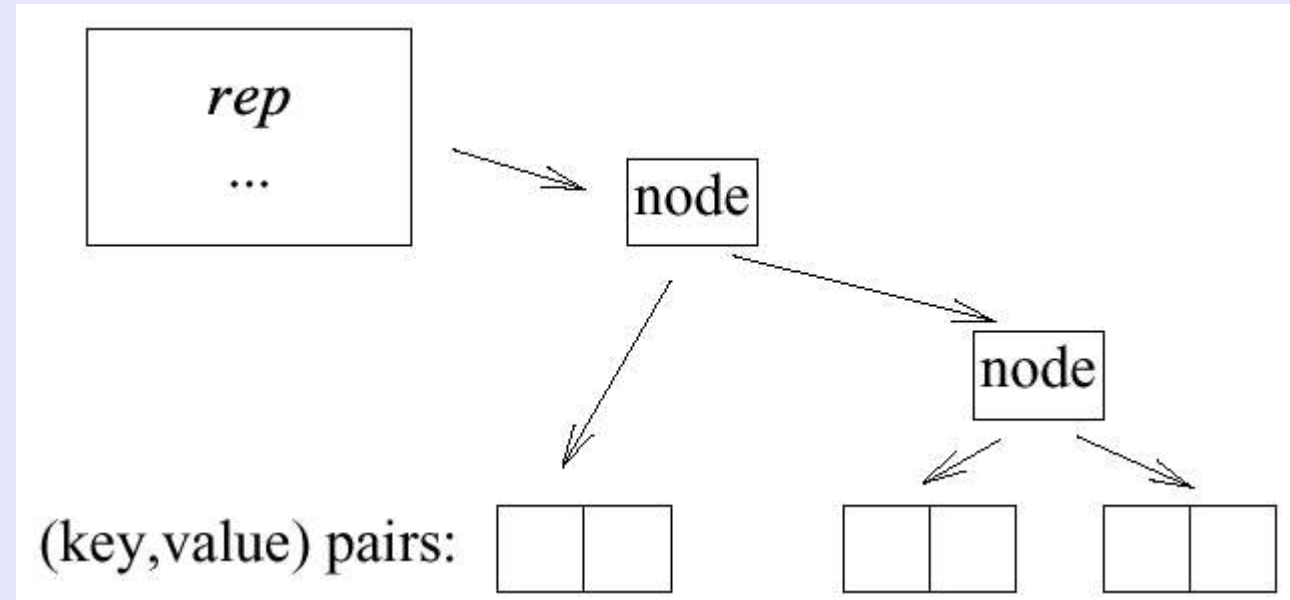 rep
...
node
node
(key,value) pairs: